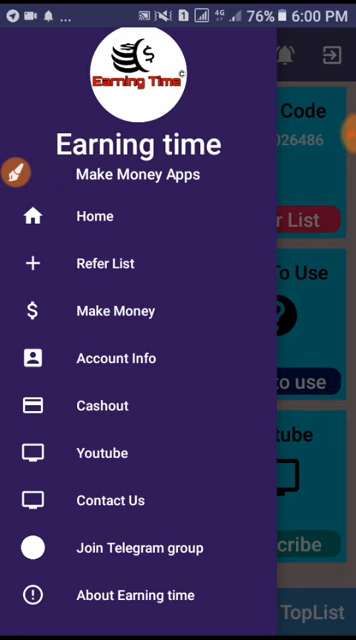 ... 4G 76% 6:00 PM
Earning Time
Earning time
Make Money Apps
Home
Refer List
Make Money
Account Info
Cashout
Youtube
Contact Us
Join Telegram group
About Earning time
Code
026486
r List
To Use
to use
tube
cribe
TopList